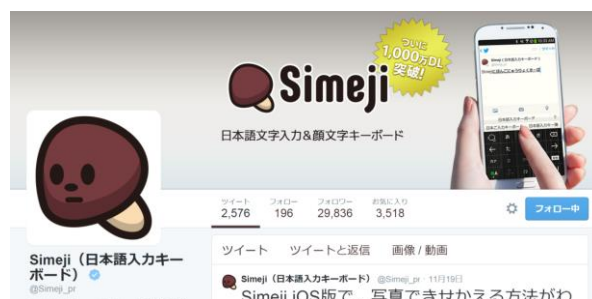 Simeji
ついに
1,000万DL
突破!
日本語文字入力&顔文字キーボード
ツイート
2,576
フォロー
196
フォロワー
29,836
お気に入り
3,518
フォロー中
Simeji（日本語入力キー
ボード）
@Simeji_pr
ツイート ツイートと返信 画像 / 動画
Simeji（日本語入力キーボード） @Simeji_pr · 11月19日
Simeji iOS版で、写真できせかえる方法がわ